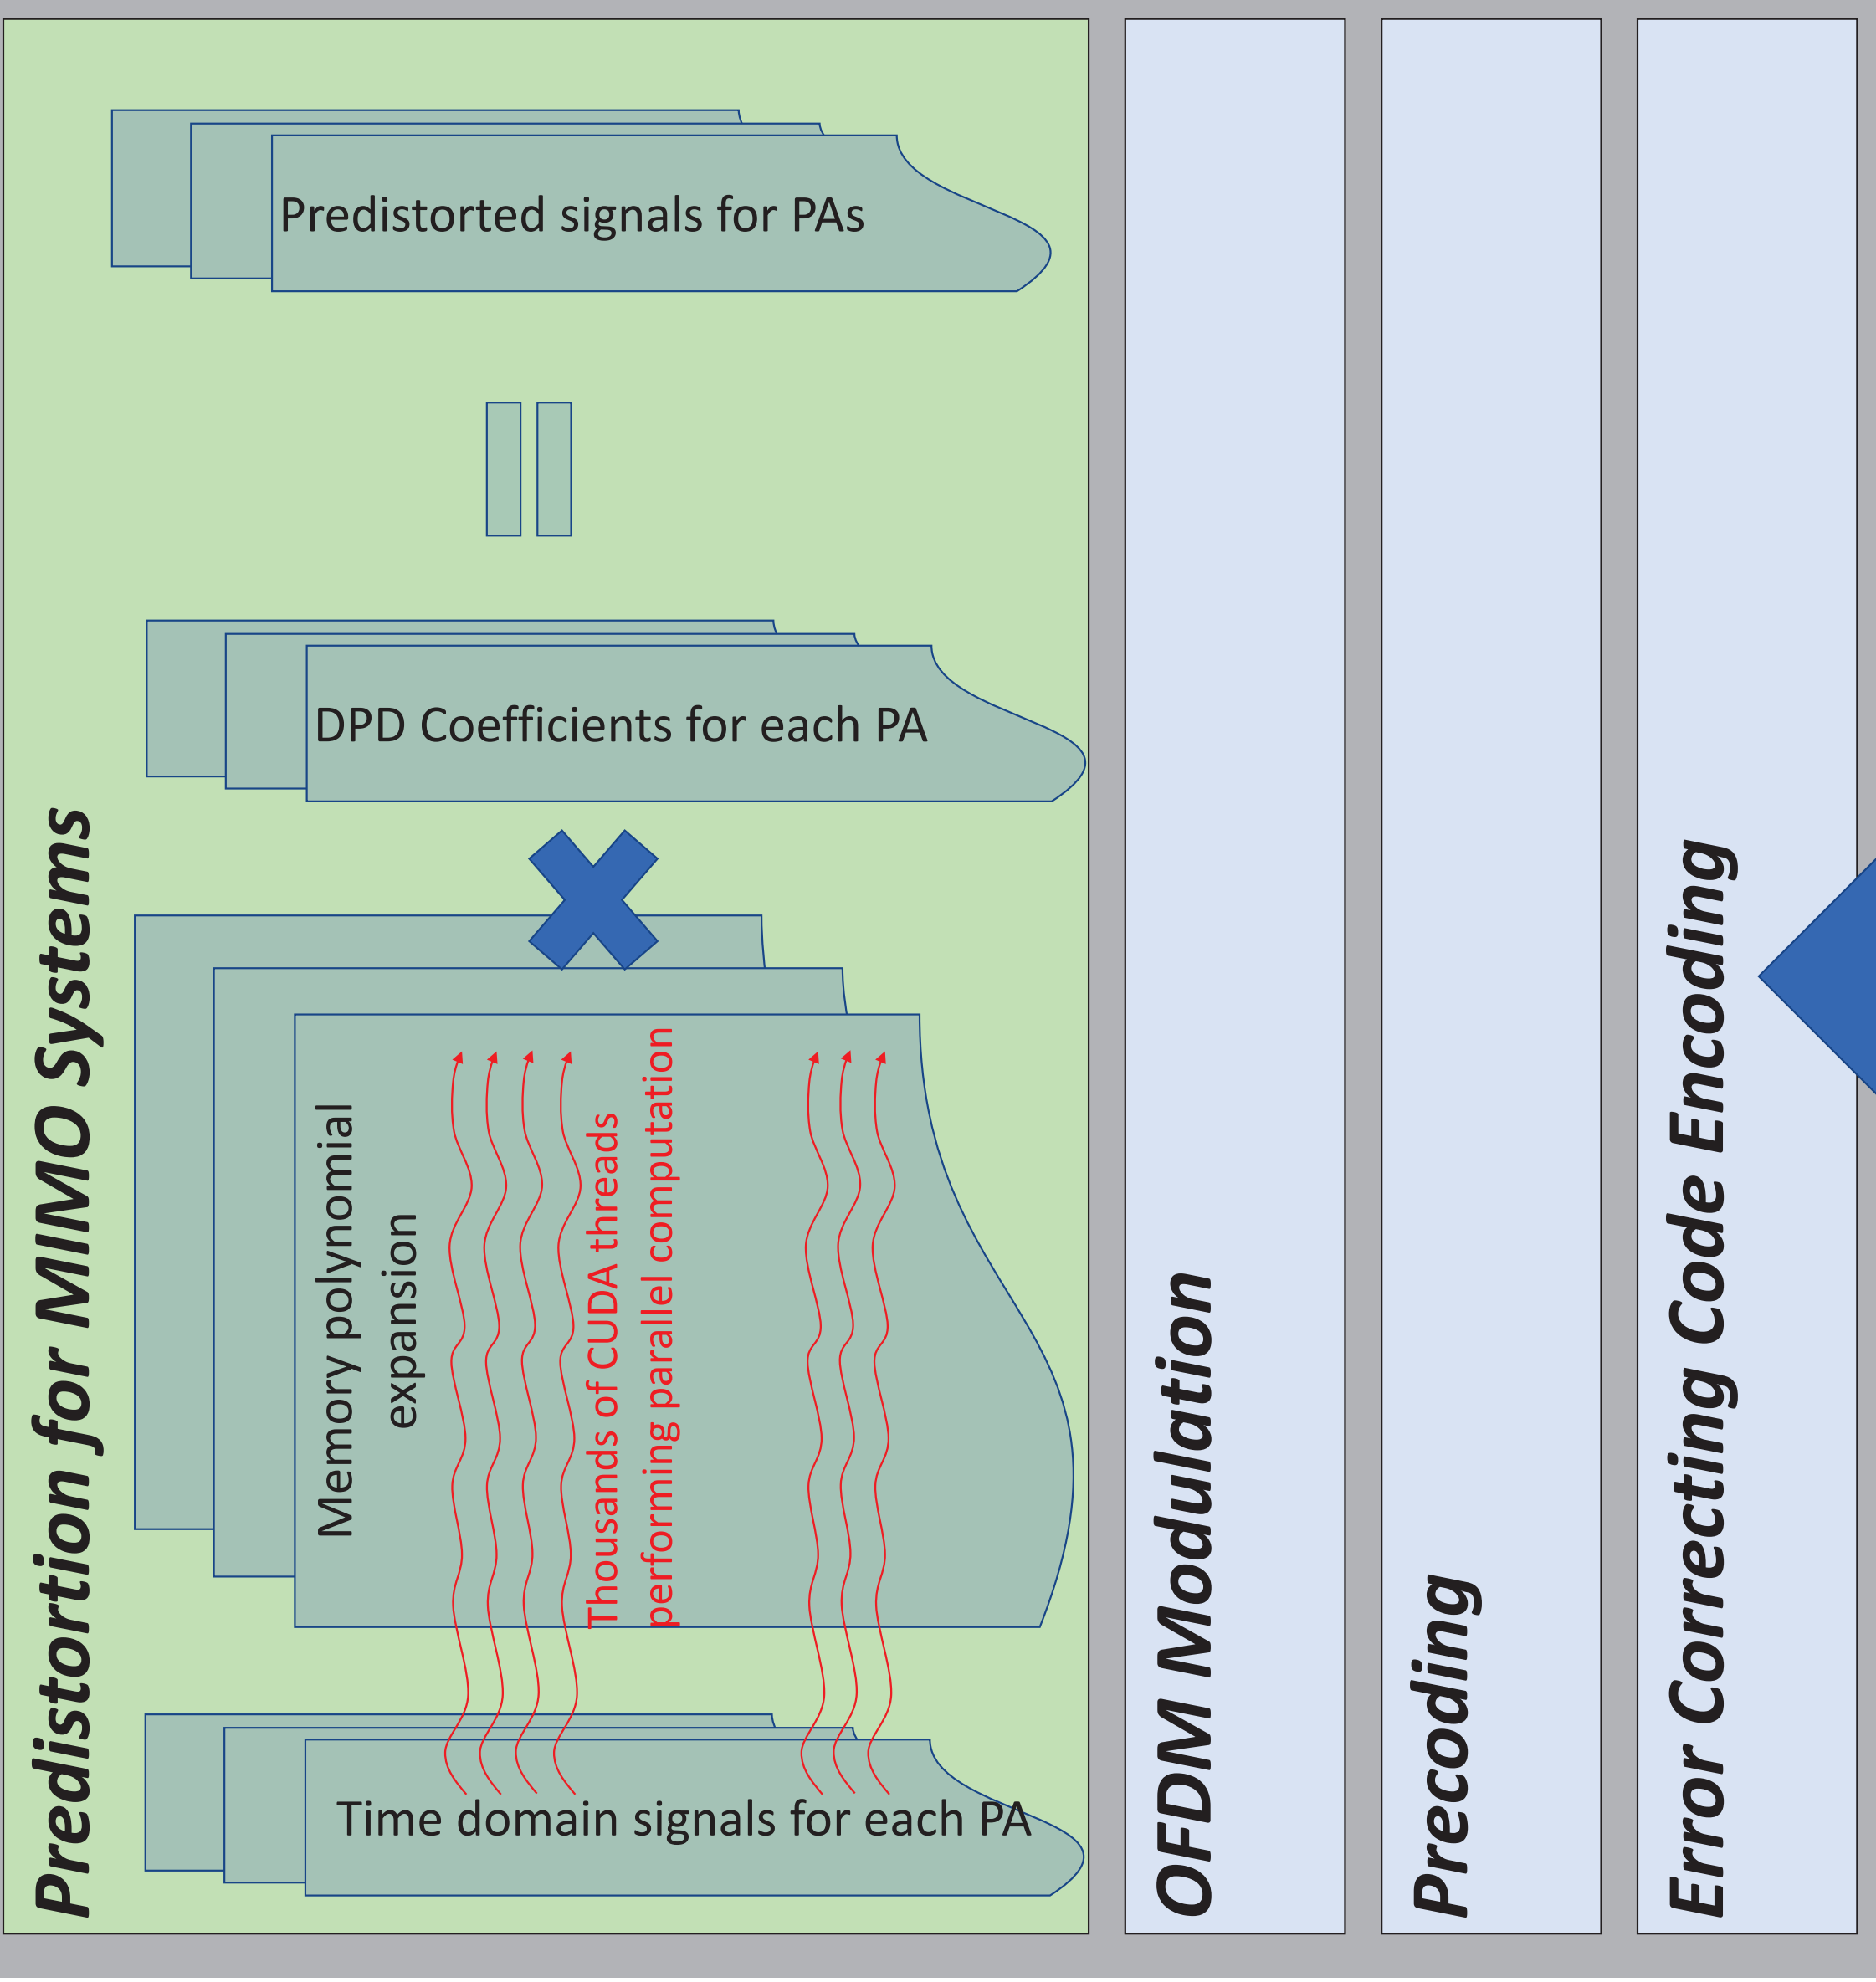 Predistortion for MIMO Systems
Predistorted signals for PAs
DPD Coefficients for each PA
Memory polynomial
expansion
Thousands of CUDA threads
performing parallel computation
Time domain signals for each PA
OFDM Modulation
Precoding
Error Correcting Code Encoding